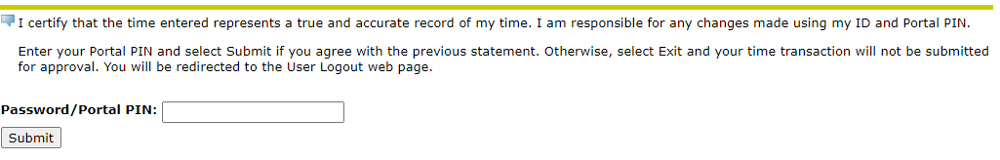 I certify that the time entered represents a true and accurate record of my time. I am responsible for any changes made using my ID and Portal PIN.
Enter your Portal PIN and select Submit if you agree with the previous statement. Otherwise, select Exit and your time transaction will not be submitted
for approval. You will be redirected to the User Logout web page.
Password/Portal PIN:
Submit